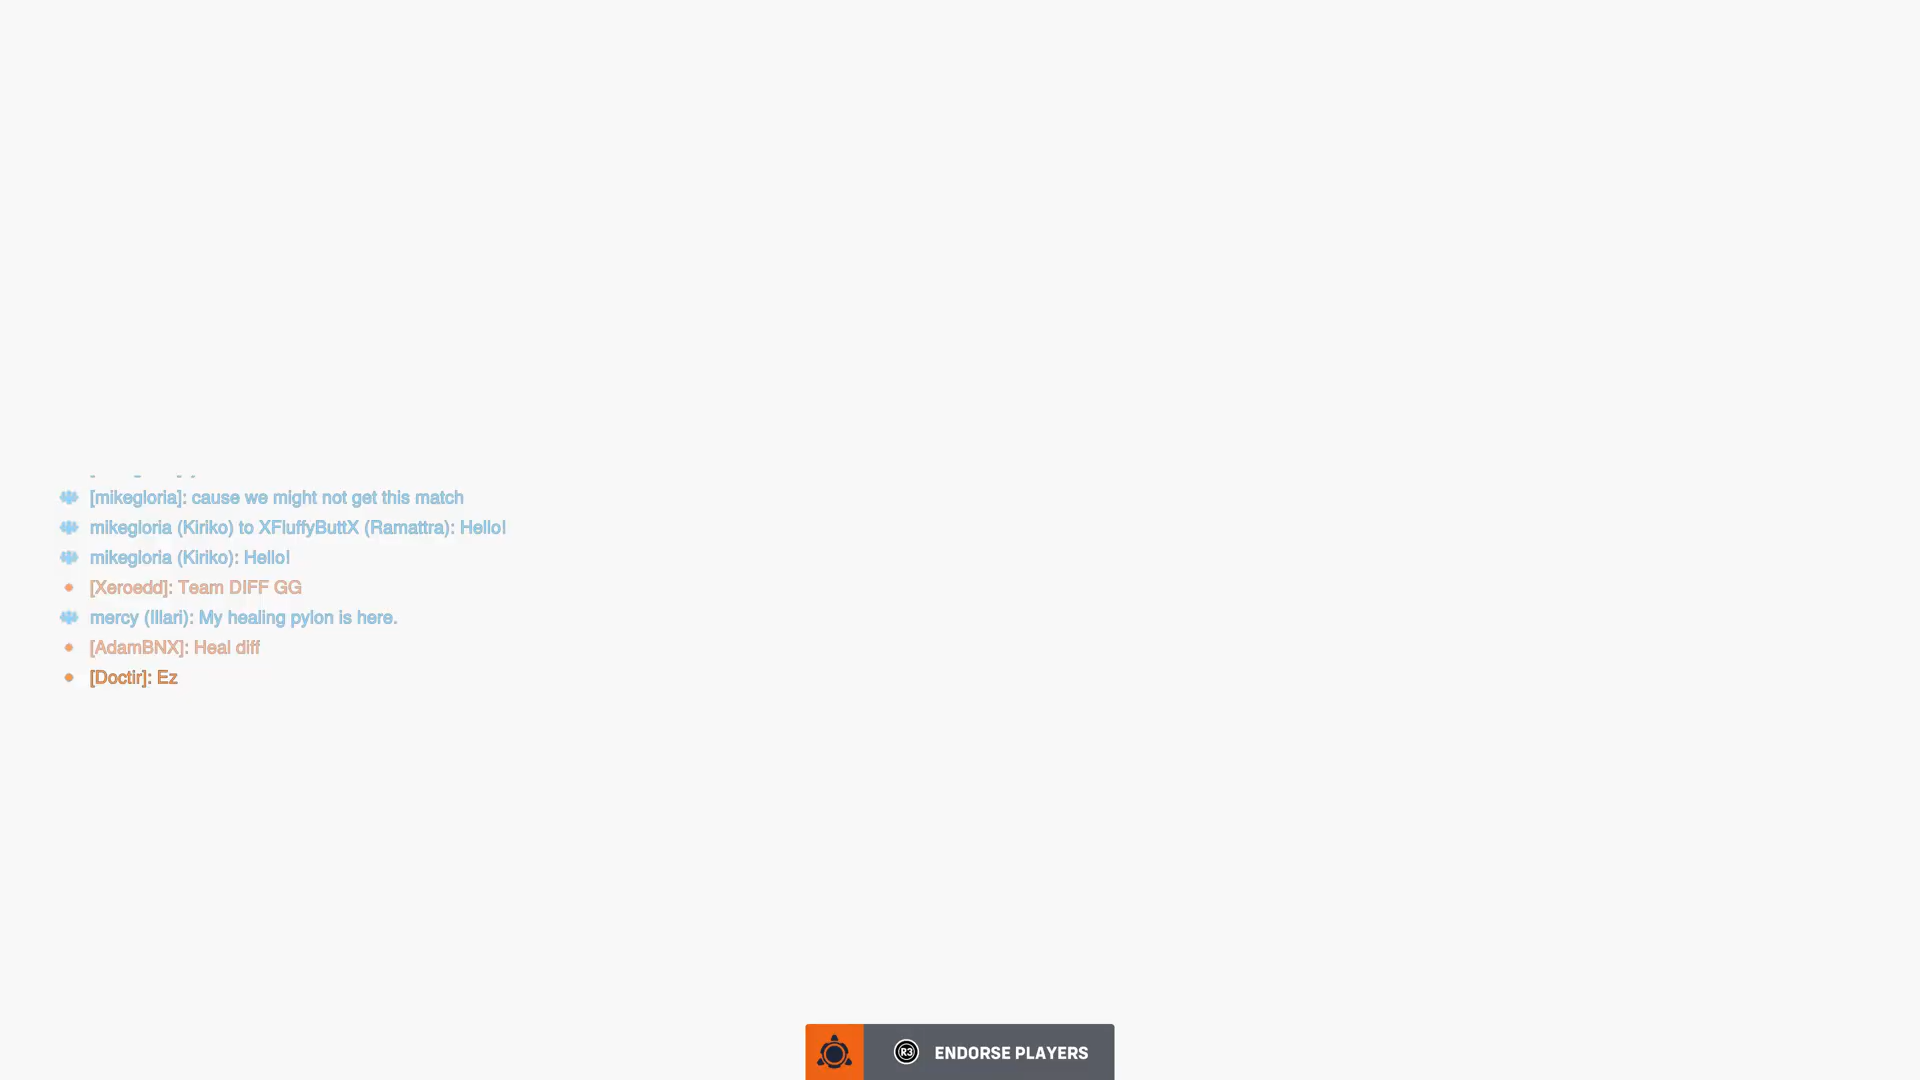 [mikegloria]: cause we might not get this match
mikegloria (Kiriko) to XFluffyButtX (Ramattra): Hello!
mikegloria (Kiriko): Hello!
[Xeroedd]: Team DIFF GG
mercy (Illari): My healing pylon is here.
[AdamBNX]: Heal diff
[Doctir]: Ez
R3 ENDORSE PLAYERS